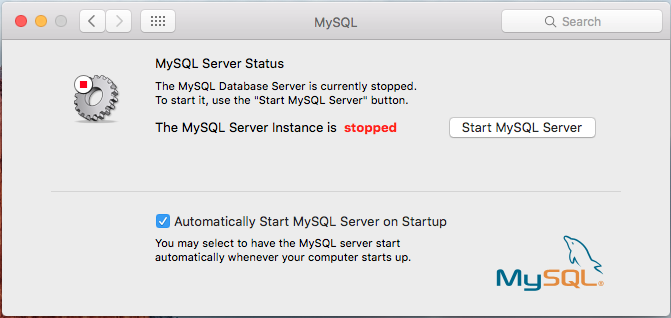 MySQL
Search
MySQL Server Status
The MySQL Database Server is currently stopped.
To start it, use the "Start MySQL Server" button.
The MySQL Server Instance is stopped
Start MySQL Server
Automatically Start MySQL Server on Startup
You may select to have the MySQL server start
automatically whenever your computer starts up.
MySQL®